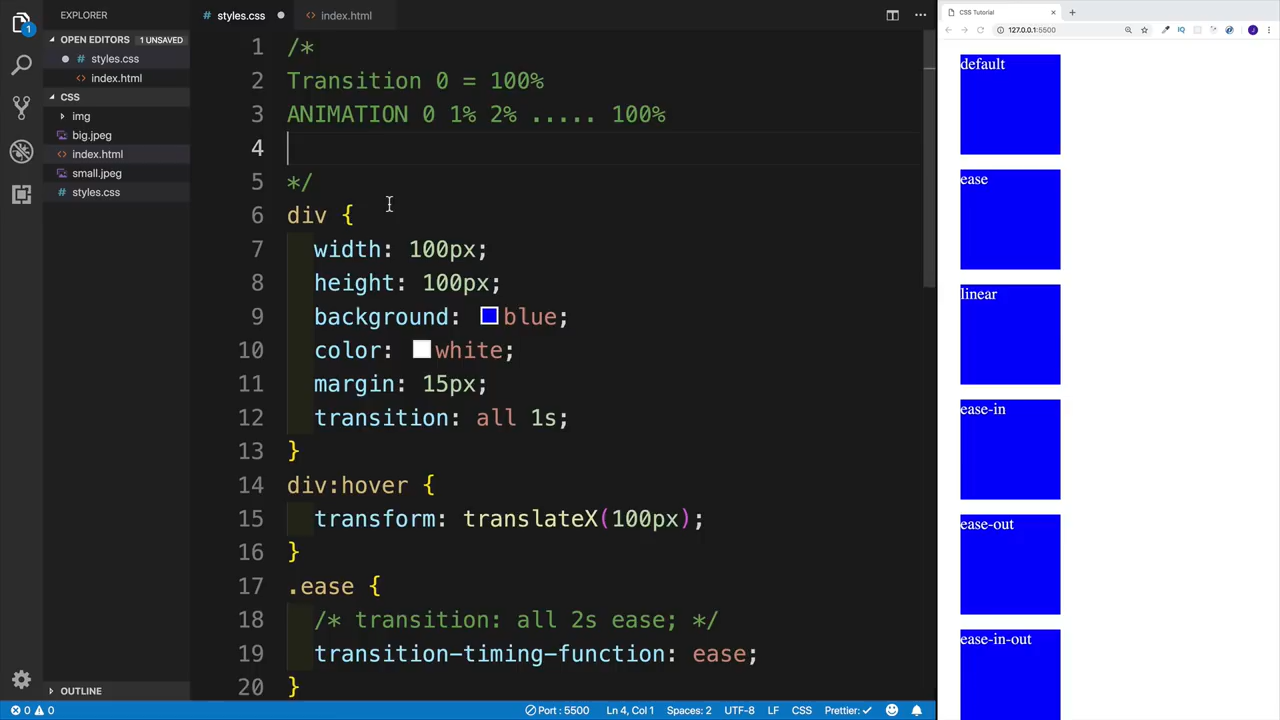 EXPLORER
OPEN EDITORS 1 UNSAVED
styles.css
index.html
CSS
img
big.jpeg
index.html
small.jpeg
styles.css
OUTLINE
1
styles.css
index.html
1 /*
2 Transition 0 = 100%
3 ANIMATION 0 1% 2% ..... 100%
4
5 */
6 div {
7 width: 100px;
8 height: 100px;
9 background: blue;
10 color: white;
11 margin: 15px;
12 transition: all 1s;
13 }
14 div:hover {
15 transform: translateX(100px);
16 }
17 .ease {
18 /* transition: all 2s ease; */
19 transition-timing-function: ease;
20 }
0 0 Port : 5500 Ln 4, Col 1 Spaces: 2 UTF-8 LF CSS Prettier:
CSS Tutorial
127.0.0.1:5500
IQ
J
default
ease
linear
ease-in
ease-out
ease-in-out